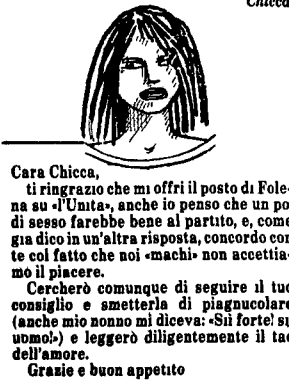 Chicca
Cara Chicca,
ti ringrazio che mi offri il posto di Fole-
na su «l'Unità», anche io penso che un po'
di sesso farebbe bene al partito, e, come
già dico in un'altra risposta, concordo con
te col fatto che noi «machi» non accettia-
mo il piacere.
Cercherò comunque di seguire il tuo
consiglio e smetterla di piagnucolare
(anche mio nonno mi diceva: «Sii forte! sii
uomo!») e leggerò diligentemente il tao
dell'amore.
Grazie e buon appetito